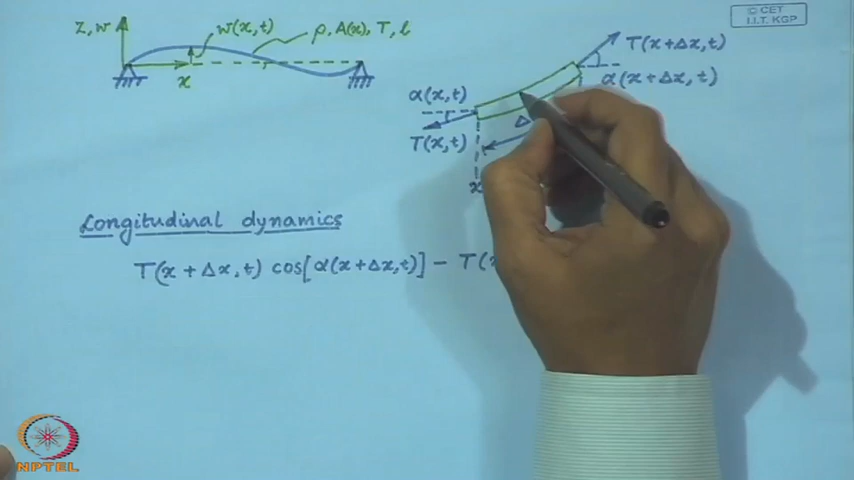 © CET
I.I.T. KGP
z, w
w(x,t)
ρ, A(x), T, l
x
T(x+Δx,t)
α(x+Δx,t)
α(x,t)
T(x,t)
Δ
x
Longitudinal dynamics
T(x+Δx,t) cos[α(x+Δx,t)] − T(
NPTEL